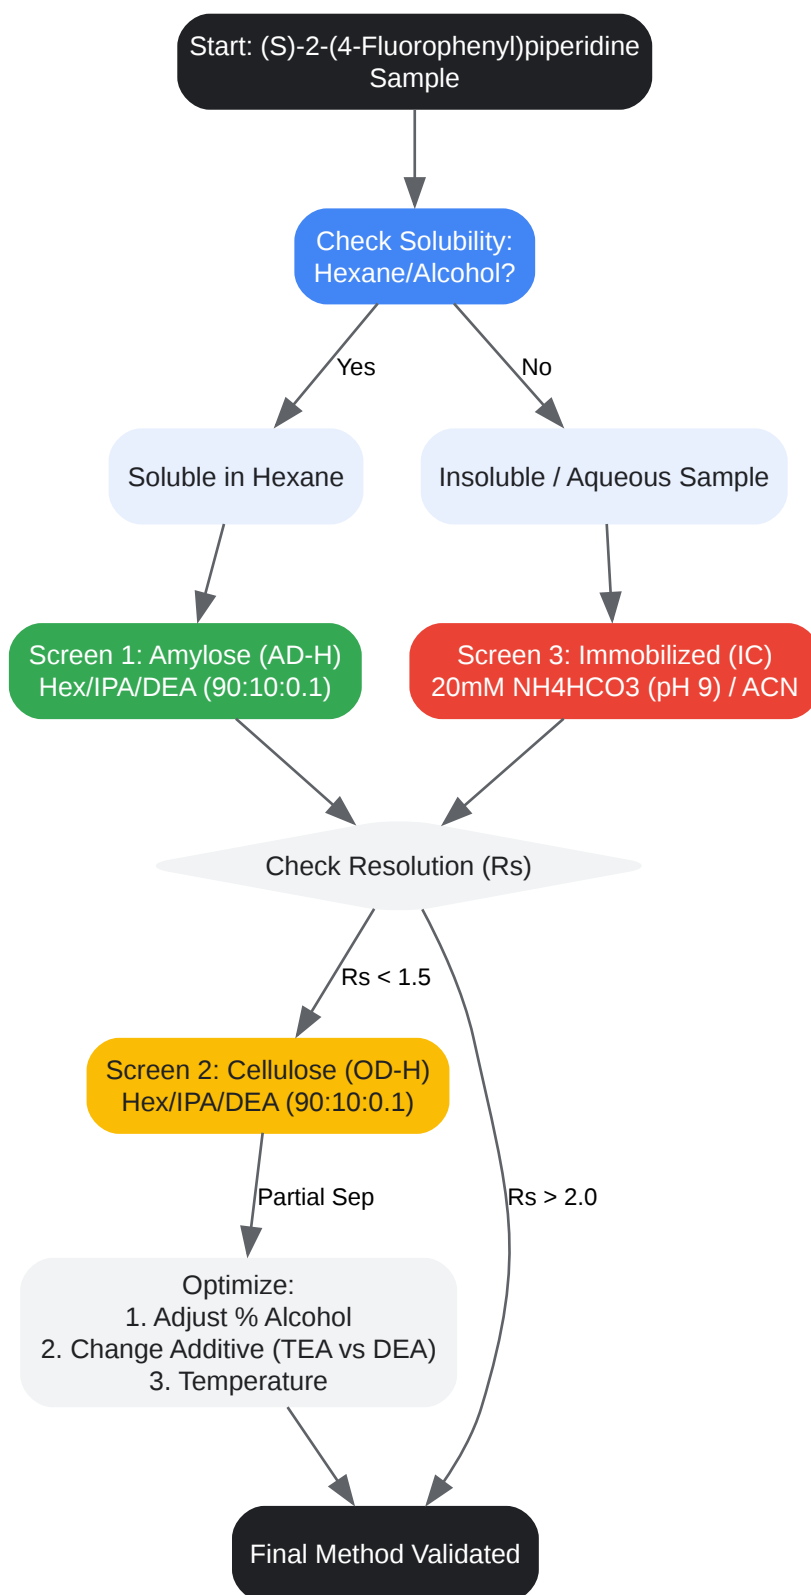 Start: (S)-2-(4-Fluorophenyl)piperidine
Sample
Check Solubility:
Hexane/Alcohol?
Yes
No
Soluble in Hexane
Insoluble / Aqueous Sample
Screen 1: Amylose (AD-H)
Hex/IPA/DEA (90:10:0.1)
Screen 3: Immobilized (IC)
20mM NH4HCO3 (pH 9) / ACN
Check Resolution (Rs)
Rs < 1.5
Screen 2: Cellulose (OD-H)
Hex/IPA/DEA (90:10:0.1)
Partial Sep
Rs > 2.0
Optimize:
1. Adjust % Alcohol
2. Change Additive (TEA vs DEA)
3. Temperature
Final Method Validated